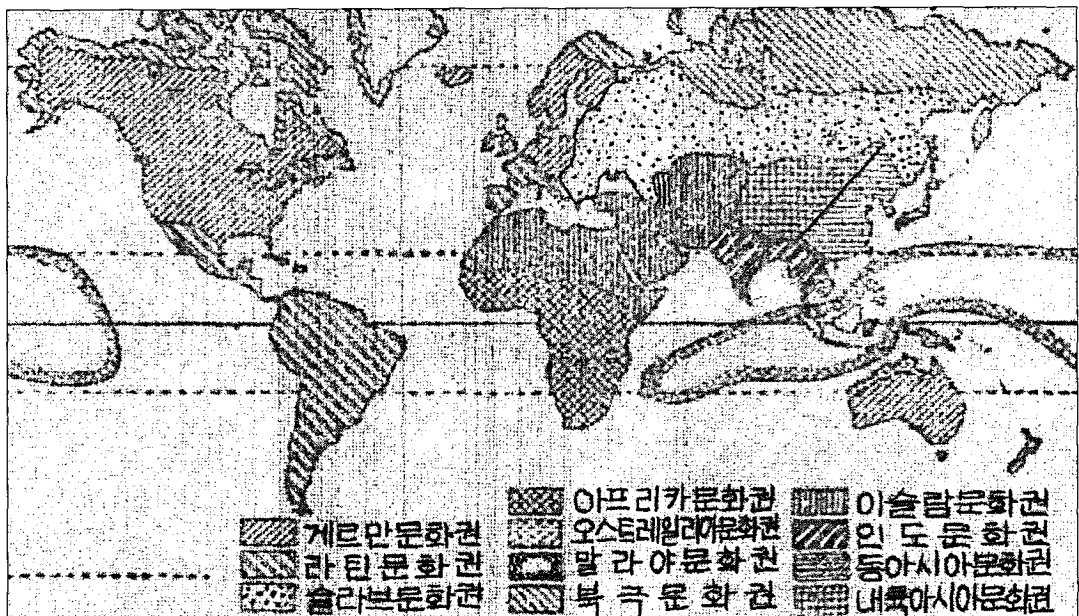 게르만문화권
라틴문화권
슬라브문화권
아프리카문화권
오스트레일리아문화권
말라야문화권
북극문화권
이슬람문화권
인도문화권
동아시아문화권
내륙아시아문화권